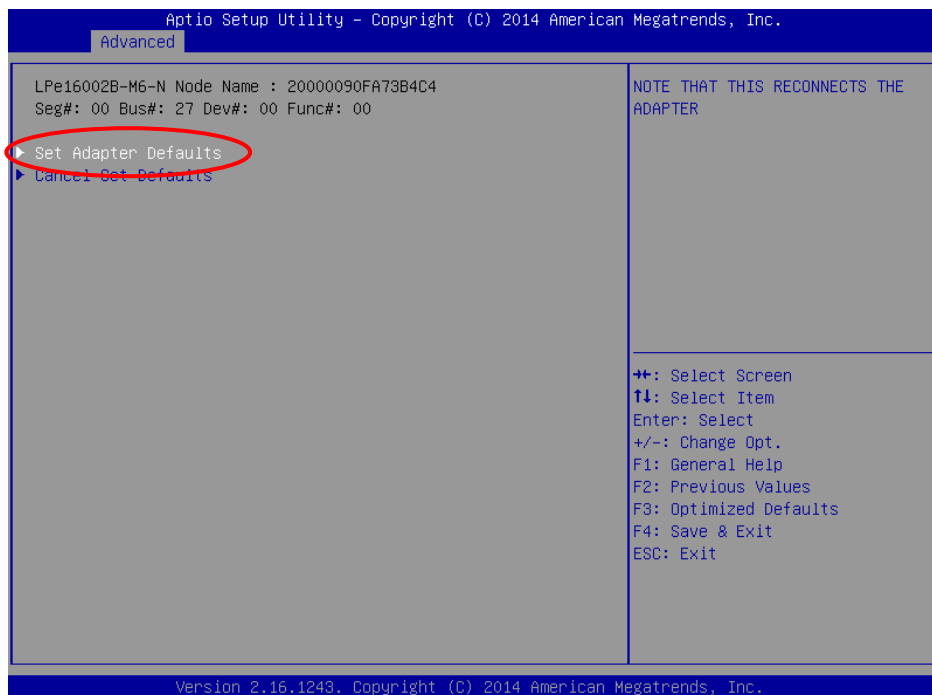 Aptio Setup Utility – Copyright (C) 2014 American Megatrends, Inc.
Advanced
LPe16002B-M6-N Node Name : 20000090FA73B4C4
Seg#: 00 Bus#: 27 Dev#: 00 Func#: 00
Set Adapter Defaults
Cancel Set Defaults
NOTE THAT THIS RECONNECTS THE
ADAPTER
→←: Select Screen
↑↓: Select Item
Enter: Select
+/-: Change Opt.
F1: General Help
F2: Previous Values
F3: Optimized Defaults
F4: Save & Exit
ESC: Exit
Version 2.16.1243. Copyright (C) 2014 American Megatrends, Inc.